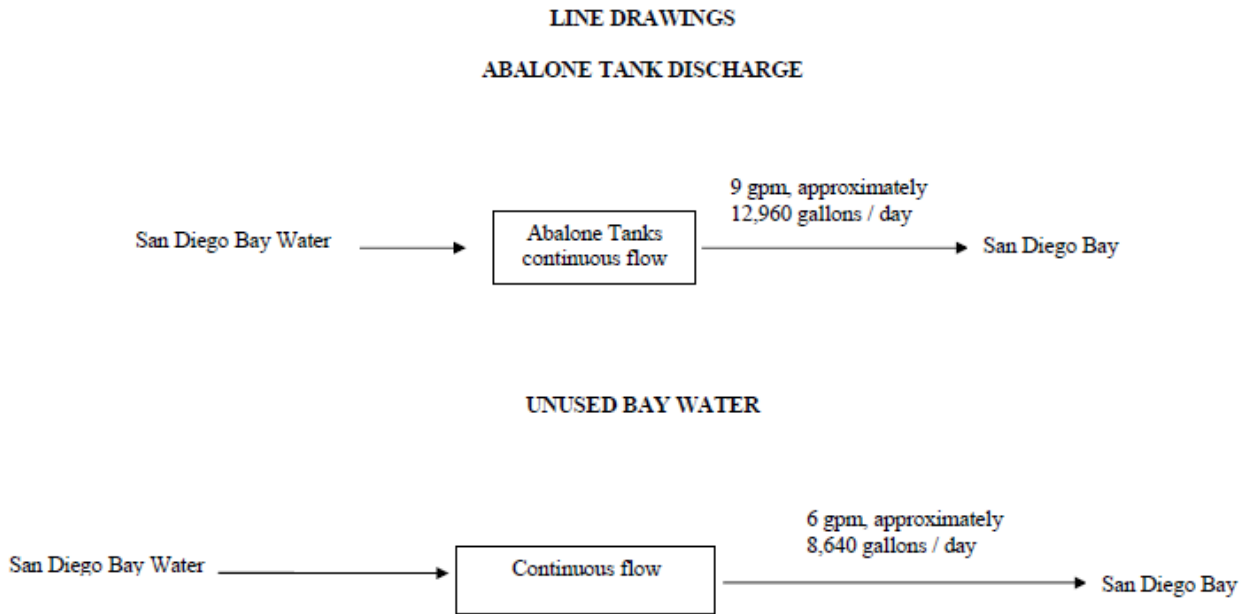 LINE DRAWINGS
ABALONE TANK DISCHARGE
9 gpm, approximately
12,960 gallons / day
San Diego Bay Water
Abalone Tanks
continuous flow
San Diego Bay
UNUSED BAY WATER
6 gpm, approximately
8,640 gallons / day
San Diego Bay Water
Continuous flow
San Diego Bay